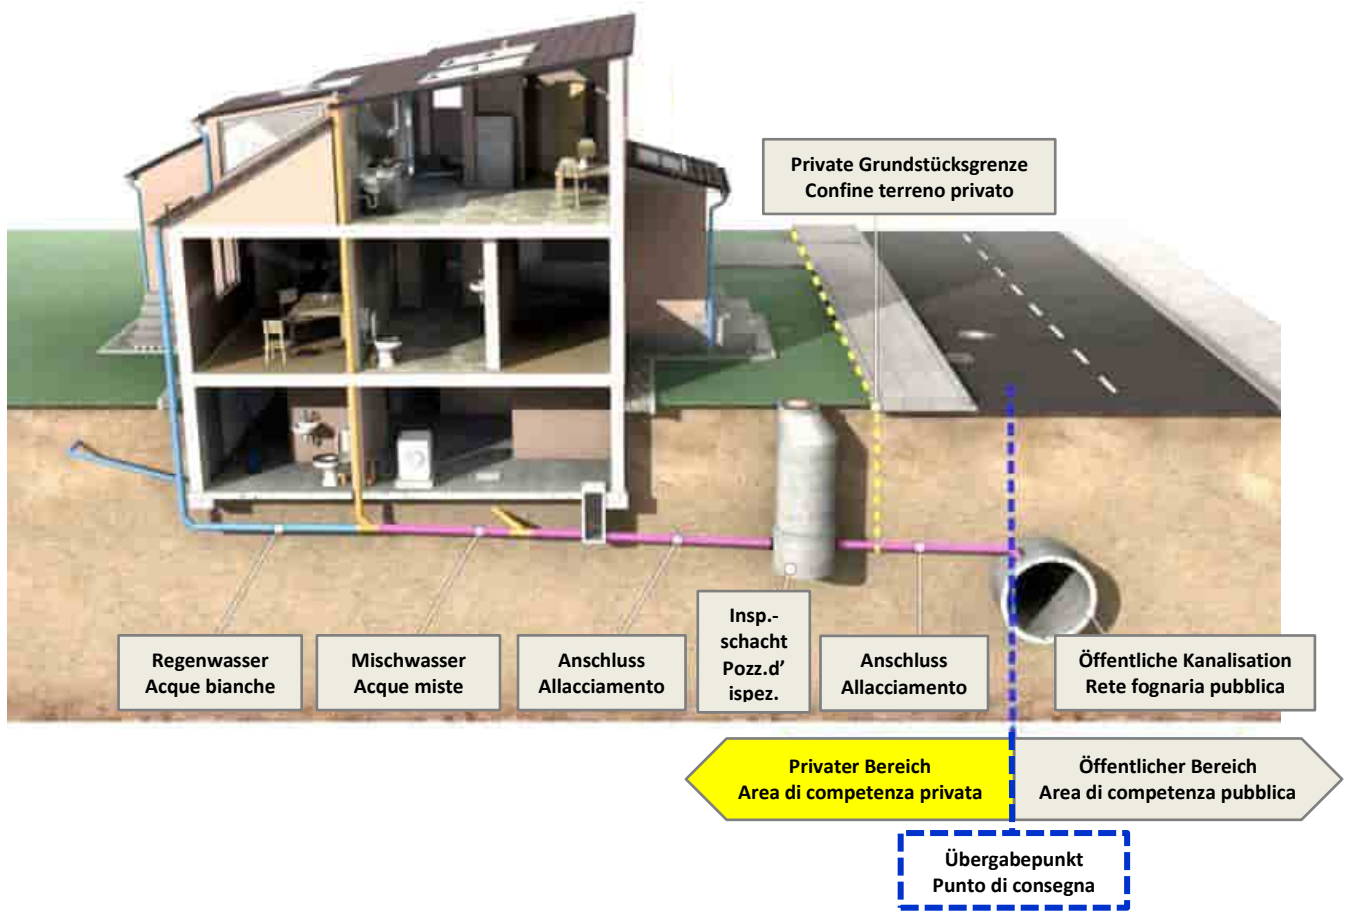 Private Grundstücksgrenze
Confine terreno privato
Regenwasser
Acque bianche
Mischwasser
Acque miste
Anschluss
Allacciamento
Insp.-
schacht
Pozz.d'
ispez.
Anschluss
Allacciamento
Öffentliche Kanalisation
Rete fognaria pubblica
Privater Bereich
Area di competenza privata
Öffentlicher Bereich
Area di competenza pubblica
Übergabepunkt
Punto di consegna